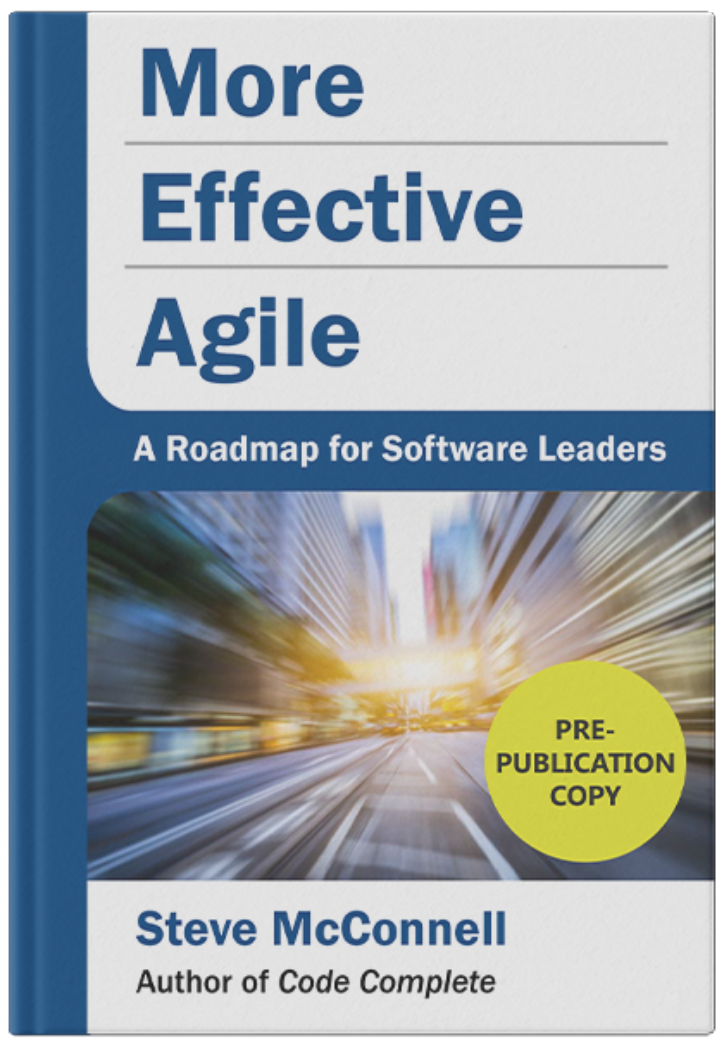 More
Effective
Agile
A Roadmap for Software Leaders
PRE-
PUBLICATION
COPY
Steve McConnell
Author of Code Complete